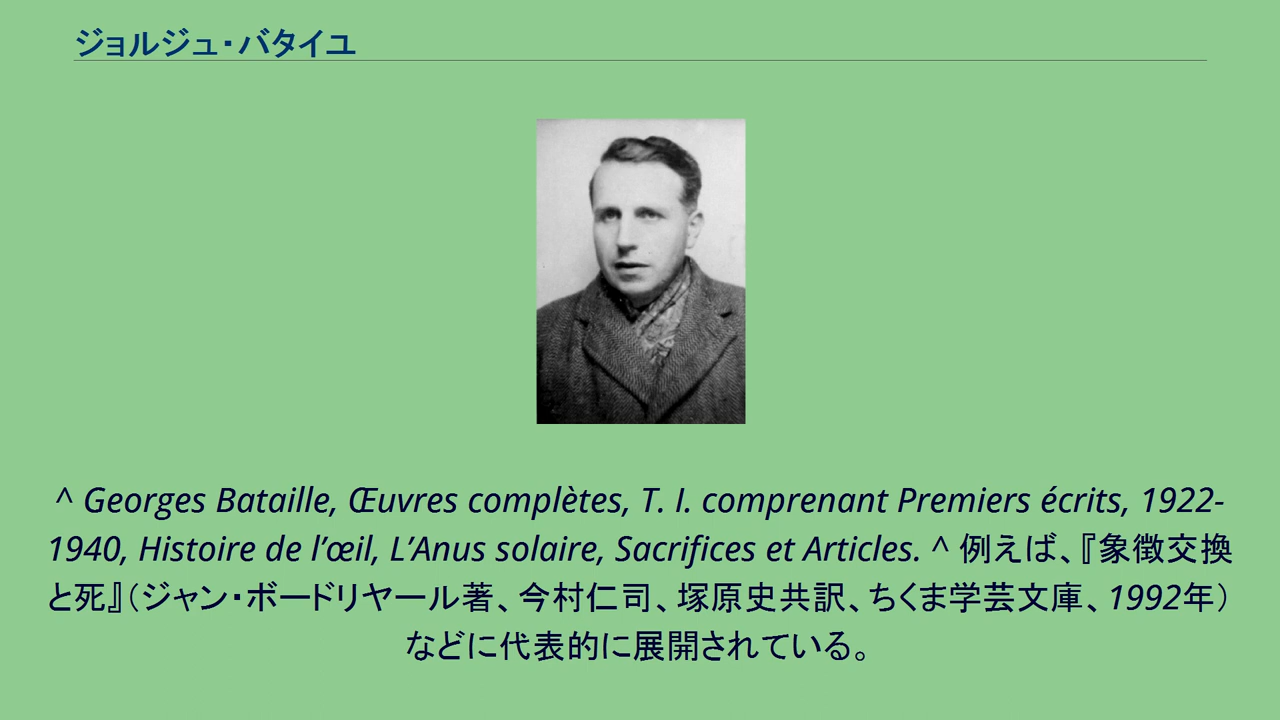 ジョルジュ・バタイユ
^ Georges Bataille, Œuvres complètes, T. I. comprenant Premiers écrits, 1922-
1940, Histoire de l’œil, L’Anus solaire, Sacrifices et Articles. ^ 例えば、『象徴交換
と死』（ジャン・ボードリヤール著、今村仁司、塚原史共訳、ちくま学芸文庫、1992年）
などに代表的に展開されている。